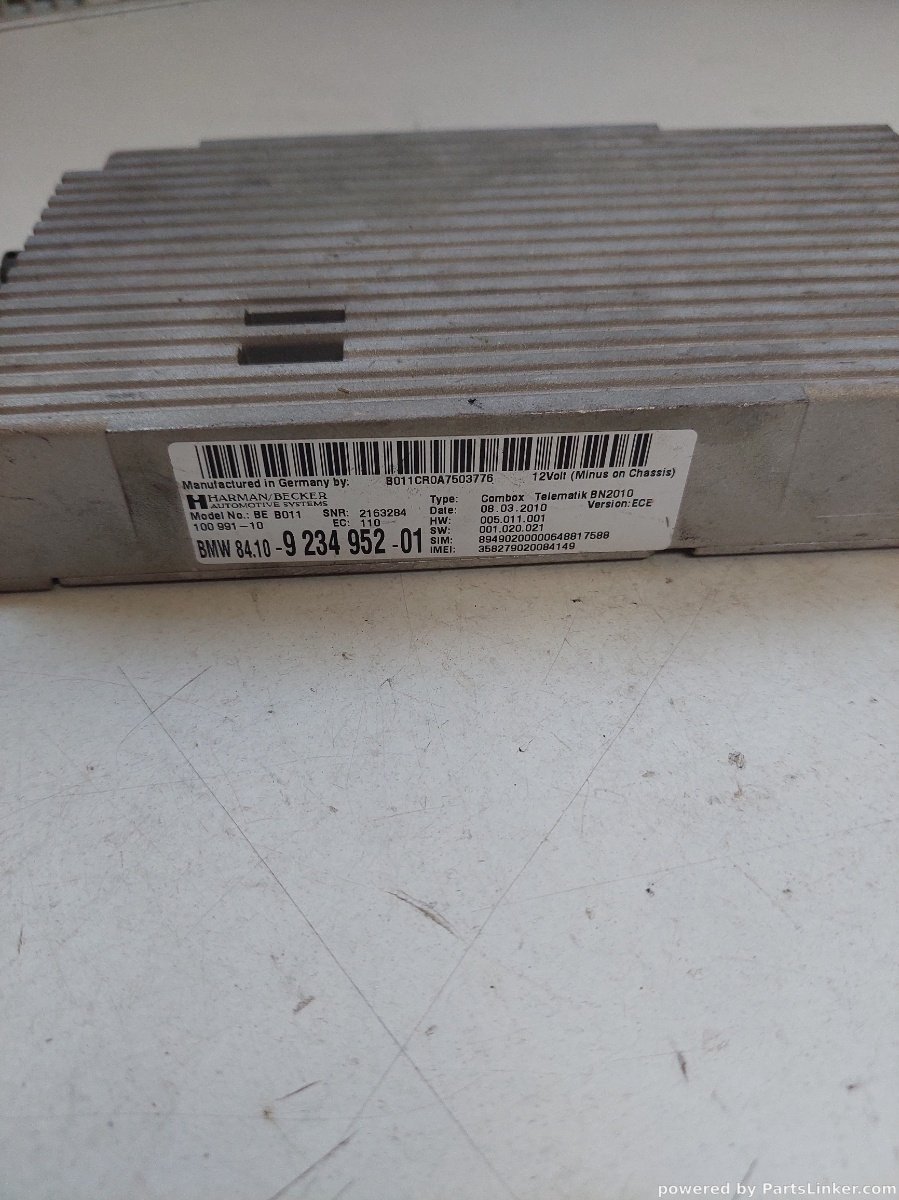 Manufactured in Germany by: B011CR0A7503776 12Volt (Minus on Chassis)
HARMAN/BECKER
AUTOMOTIVE SYSTEMS
Type: Combox Telematik BN2010
Date: 08.03.2010 Version:ECE
Model No.: BE B011 SNR: 2163284
HW: 005.011.001
100 991-10 EC: 110
SW: 001.020.021
BMW 84.10 -9 234 952 -01
SIM: 89490200000648817588
IMEI: 358279020084149
powered by PartsLinker.com